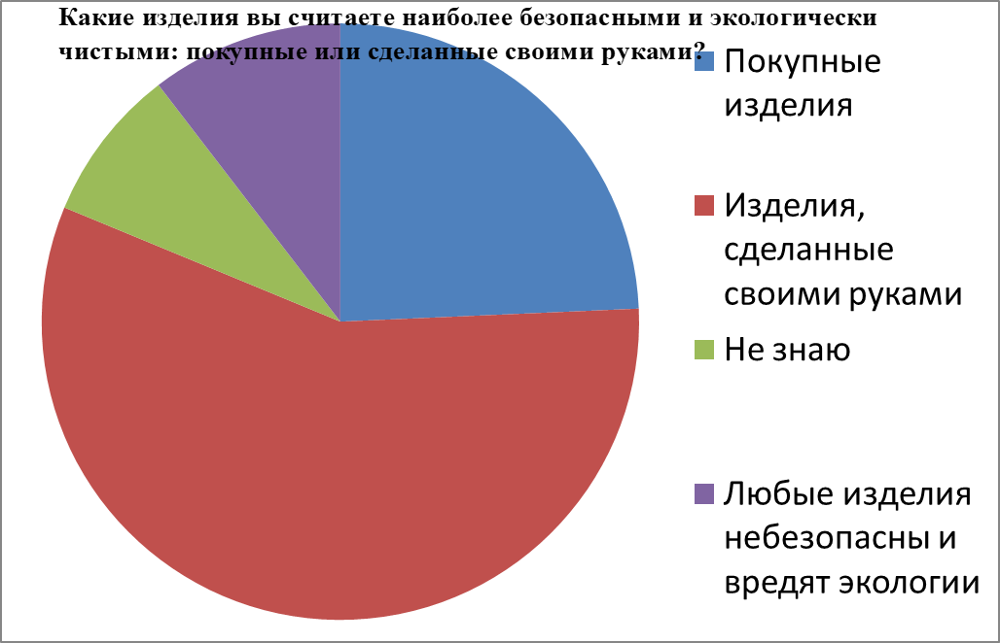 Какие изделия вы считаете наиболее безопасными и экологически
чистыми: покупные или сделанные своими руками?
Покупные
изделия
Изделия,
сделанные
своими руками
Не знаю
Любые изделия
небезопасны и
вредят экологии